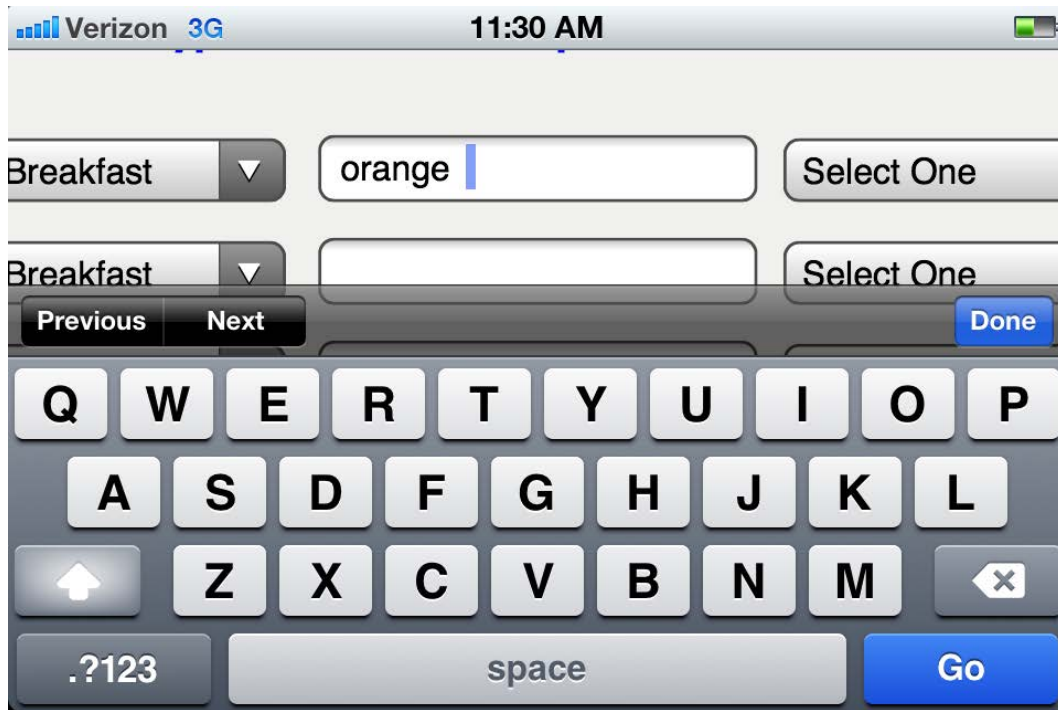 Verizon 3G 11:30 AM
Breakfast orange Select One
Breakfast Select One
Previous Next Done
Q W E R T Y U I O P
A S D F G H J K L
Z X C V B N M
.?123 space Go